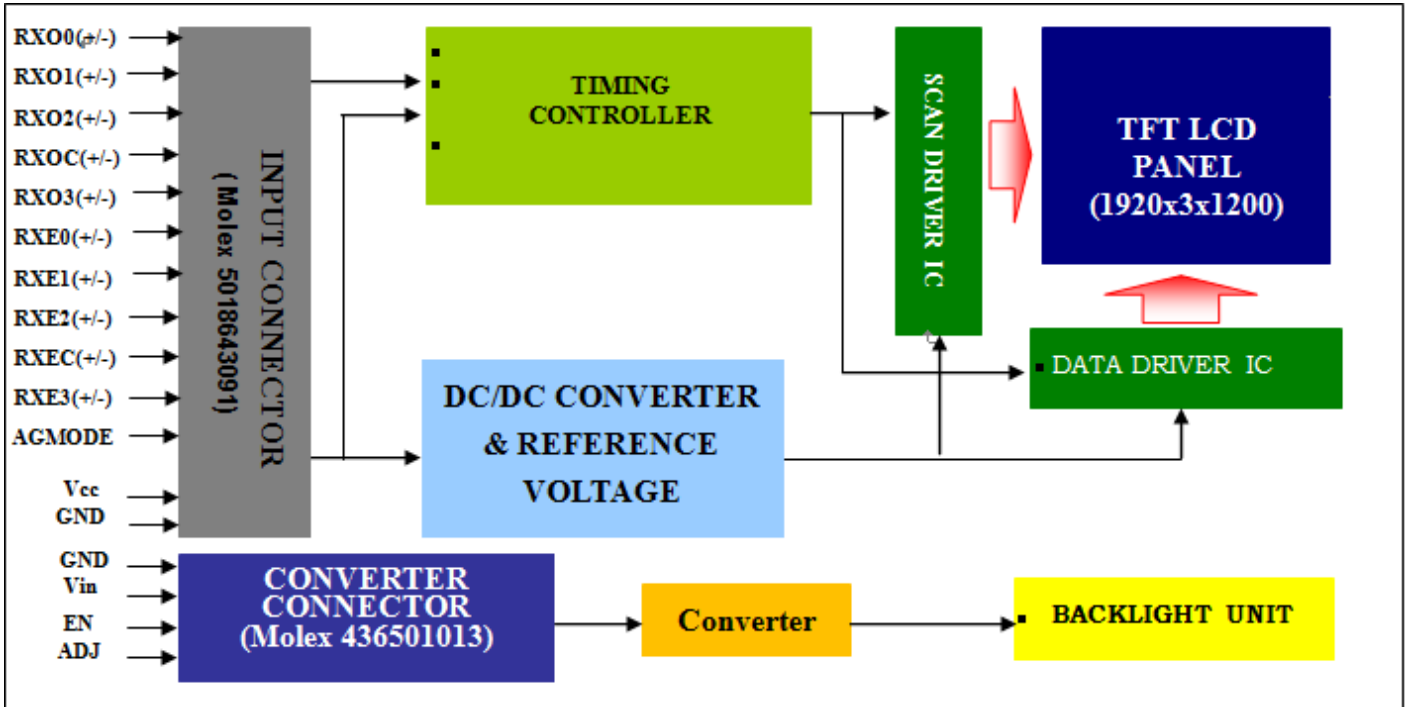 RXO0(+/-)
RXO1(+/-)
RXO2(+/-)
RXOC(+/-)
RXO3(+/-)
RXE0(+/-)
RXE1(+/-)
RXE2(+/-)
RXEC(+/-)
RXE3(+/-)
AGMODE
Vcc
GND
INPUT CONNECTOR
( Molex 5018643091)
TIMING
CONTROLLER
SCAN DRIVER IC
TFT LCD
PANEL
(1920x3x1200)
DC/DC CONVERTER
& REFERENCE
VOLTAGE
DATA DRIVER IC
GND
Vin
EN
ADJ
CONVERTER
CONNECTOR
(Molex 436501013)
Converter
BACKLIGHT UNIT